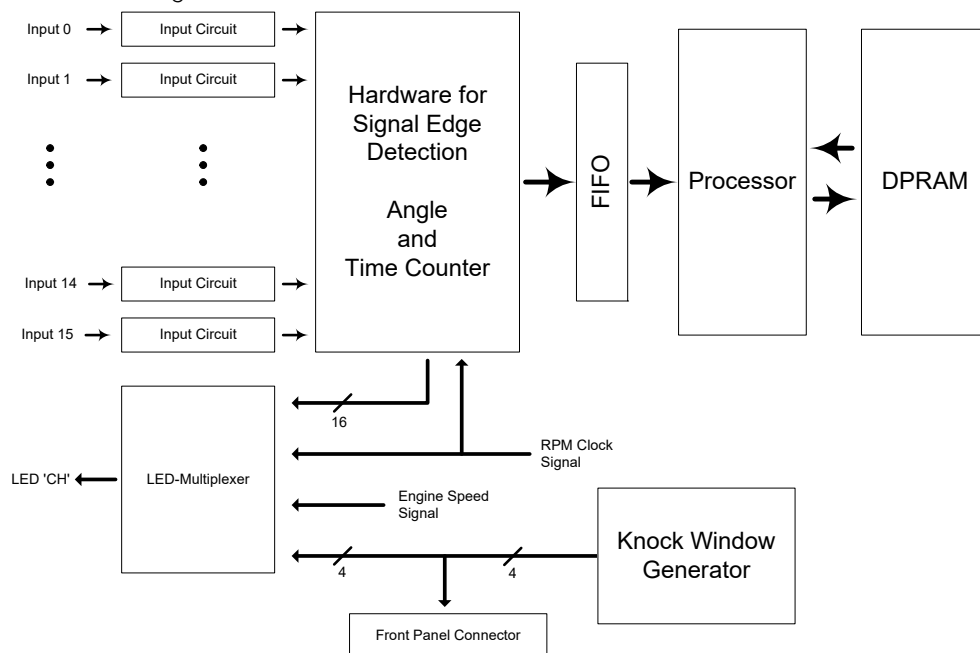 Input 0
Input Circuit
Input 1
Input Circuit
Hardware for
Signal Edge
Detection
Angle
and
Time Counter
FIFO
Processor
DPRAM
Input 14
Input Circuit
Input 15
Input Circuit
16
RPM Clock
Signal
LED 'CH'
LED-Multiplexer
Engine Speed
Signal
4
4
Knock Window
Generator
Front Panel Connector